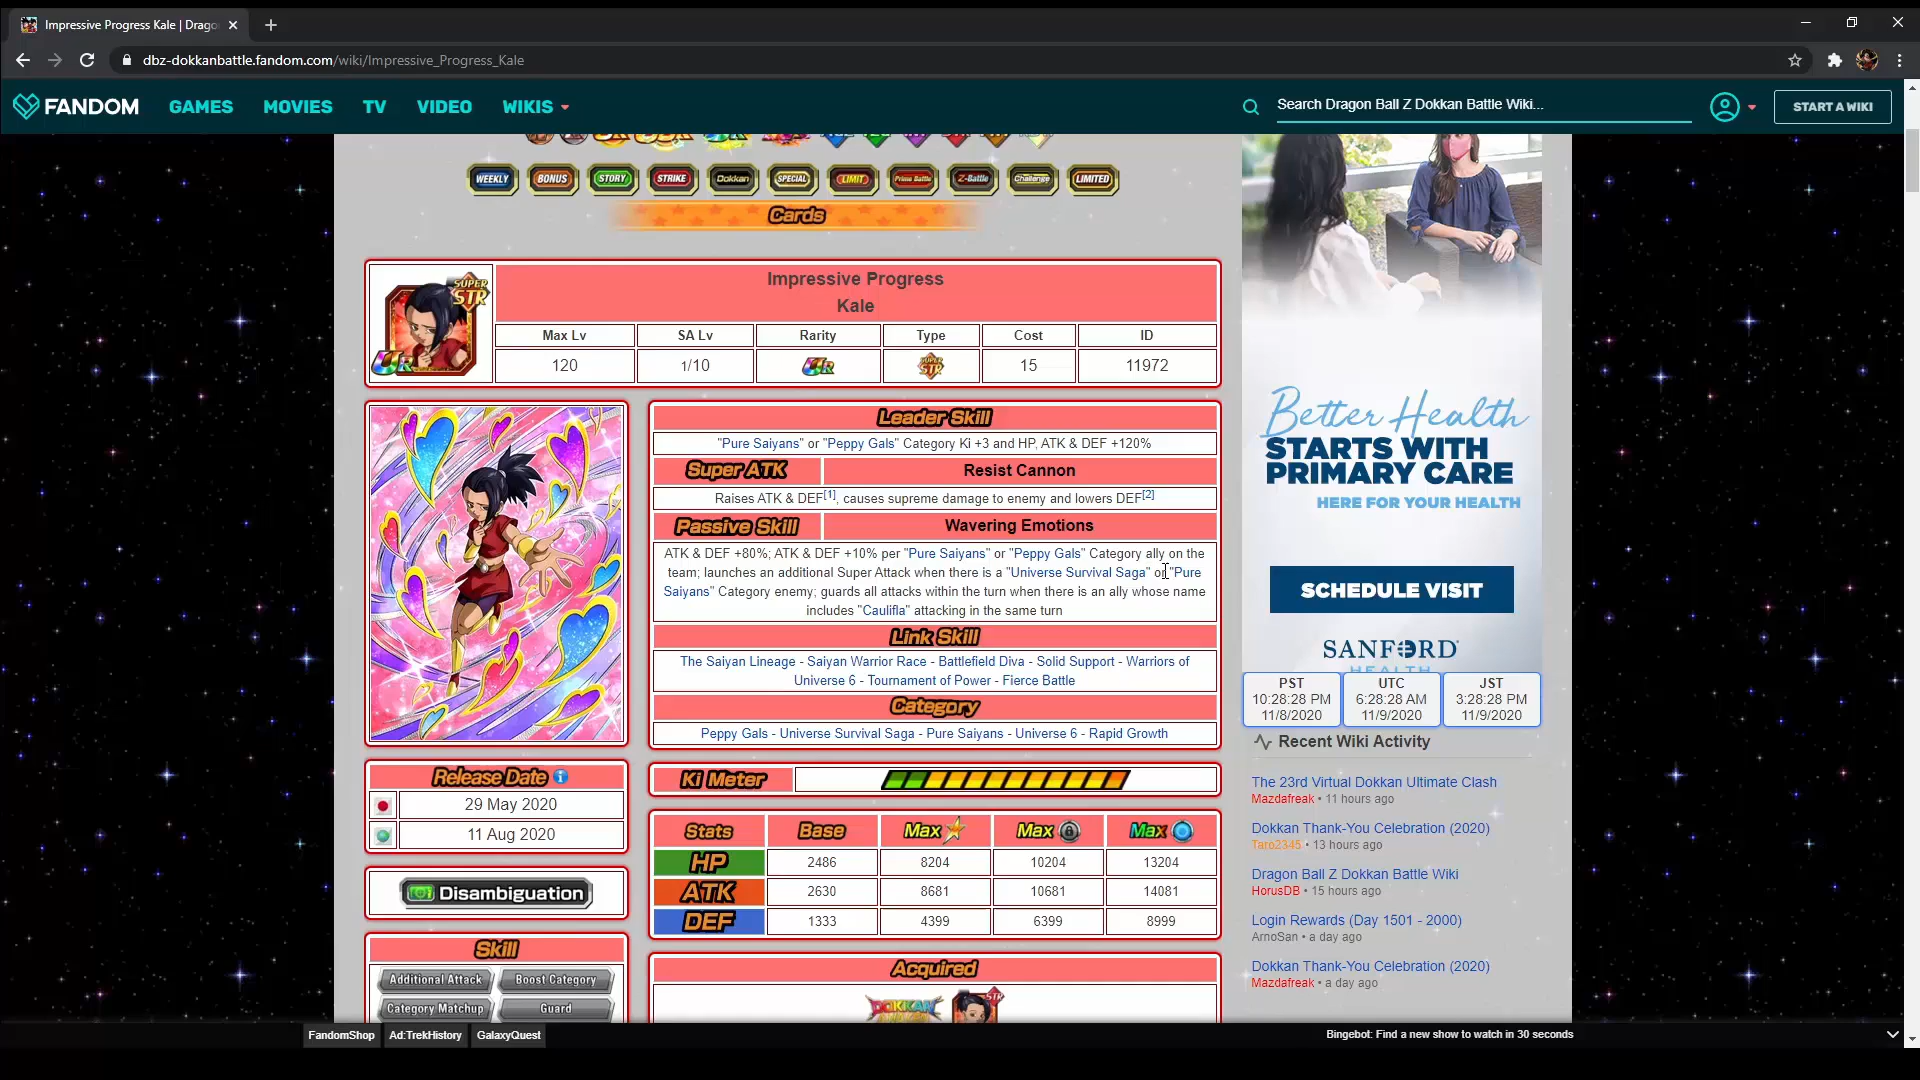 Impressive Progress Kale | Drago
dbz-dokkanbattle.fandom.com/wiki/Impressive_Progress_Kale
FANDOM GAMES MOVIES TV VIDEO WIKIS Search Dragon Ball Z Dokkan Battle Wiki... START A WIKI
WEEKLY BONUS STORY STRIKE Dokkan SPECIAL LIMIT Prime Battle Z-Battle Challenge LIMITED
Cards
SUPER STR
UR
Impressive Progress
Kale
Max Lv SA Lv Rarity Type Cost ID
120 1/10 UR SUPER STR 15 11972
Leader Skill
"Pure Saiyans" or "Peppy Gals" Category Ki +3 and HP, ATK & DEF +120%
Super ATK Resist Cannon
Raises ATK & DEF[1], causes supreme damage to enemy and lowers DEF[2]
Passive Skill Wavering Emotions
ATK & DEF +80%; ATK & DEF +10% per "Pure Saiyans" or "Peppy Gals" Category ally on the
team; launches an additional Super Attack when there is a "Universe Survival Saga" or "Pure
Saiyans" Category enemy; guards all attacks within the turn when there is an ally whose name
includes "Caulifla" attacking in the same turn
Link Skill
The Saiyan Lineage - Saiyan Warrior Race - Battlefield Diva - Solid Support - Warriors of
Universe 6 - Tournament of Power - Fierce Battle
Category
Peppy Gals - Universe Survival Saga - Pure Saiyans - Universe 6 - Rapid Growth
Release Date
29 May 2020
11 Aug 2020
Disambiguation
Skill
Additional Attack Boost Category
Category Matchup Guard
Ki Meter
Stats Base Max Max Max
HP 2486 8204 10204 13204
ATK 2630 8681 10681 14081
DEF 1333 4399 6399 8999
Acquired
DOKKAN
STR
Better Health
STARTS WITH
PRIMARY CARE
HERE FOR YOUR HEALTH
SCHEDULE VISIT
SANFORD
HEALTH
PST UTC JST
10:28:28 PM 6:28:28 AM 3:28:28 PM
11/8/2020 11/9/2020 11/9/2020
Recent Wiki Activity
The 23rd Virtual Dokkan Ultimate Clash
Mazdafreak • 11 hours ago
Dokkan Thank-You Celebration (2020)
Taro2345 • 13 hours ago
Dragon Ball Z Dokkan Battle Wiki
HorusDB • 15 hours ago
Login Rewards (Day 1501 - 2000)
ArnoSan • a day ago
Dokkan Thank-You Celebration (2020)
Mazdafreak • a day ago
FandomShop Ad:TrekHistory GalaxyQuest Bingebot: Find a new show to watch in 30 seconds